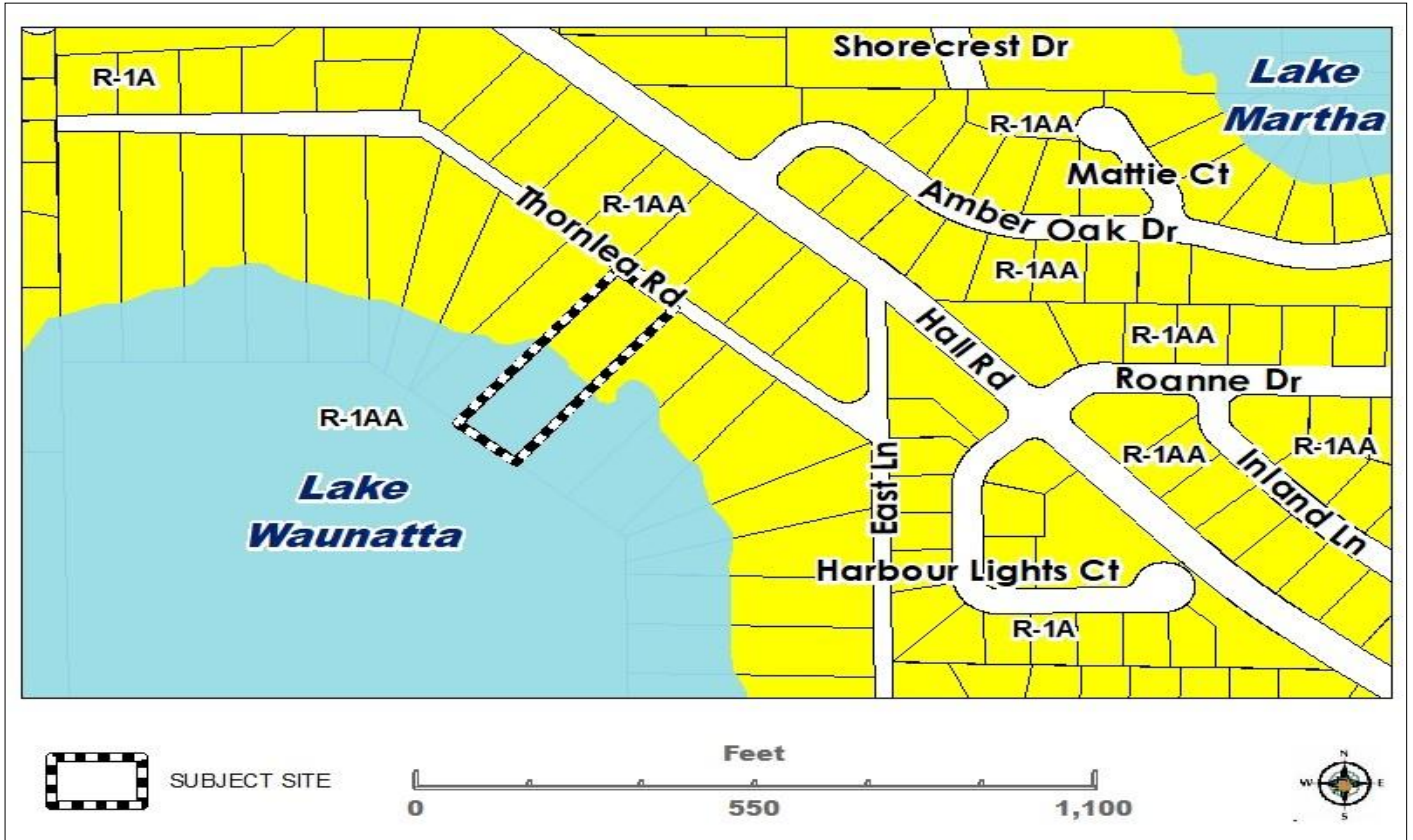 Shorecrest Dr
Lake
Martha
R-1A
R-1AA
Mattie Ct
Thornlea Rd
R-1AA
Amber Oak Dr
R-1AA
Hall Rd
R-1AA
Roanne Dr
R-1AA
Lake
Waunatta
East Ln
R-1AA
R-1AA
Inland Ln
Harbour Lights Ct
R-1A
SUBJECT SITE
Feet
0
550
1,100
N
W
E
S